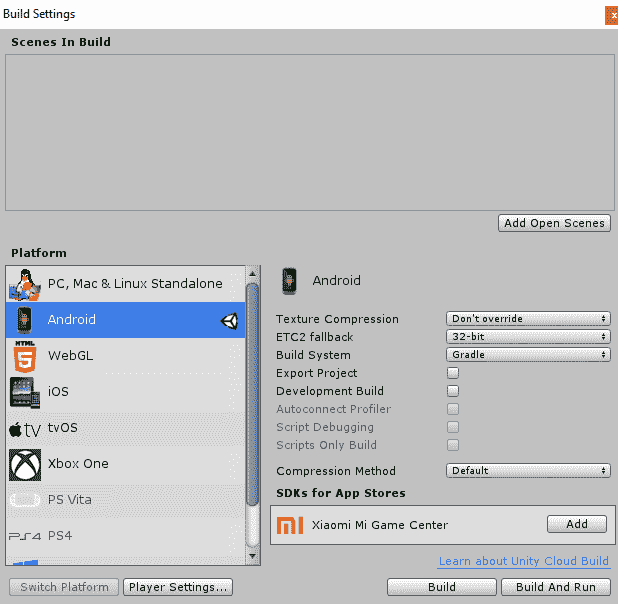 Build Settings
x
Scenes In Build
Add Open Scenes
Platform
PC, Mac & Linux Standalone
Android
HTML
5
WebGL
iOS
tv
tvOS
Xbox One
PS Vita
PS4
PS4
Android
Texture Compression
Don't override
ETC2 fallback
32-bit
Build System
Gradle
Export Project
Development Build
Autoconnect Profiler
Script Debugging
Scripts Only Build
Compression Method
Default
SDKs for App Stores
mi
Xiaomi Mi Game Center
Add
Learn about Unity Cloud Build
Switch Platform
Player Settings...
Build
Build And Run